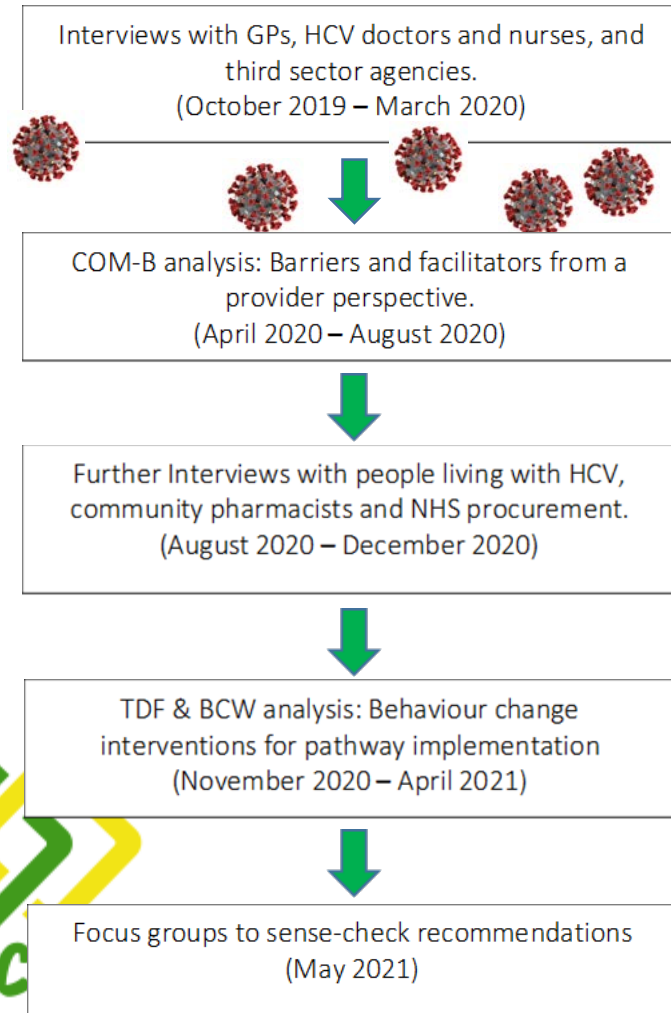 Interviews with GPs, HCV doctors and nurses, and
third sector agencies.
(October 2019 – March 2020)
COM-B analysis: Barriers and facilitators from a
provider perspective.
(April 2020 – August 2020)
Further Interviews with people living with HCV,
community pharmacists and NHS procurement.
(August 2020 – December 2020)
TDF & BCW analysis: Behaviour change
interventions for pathway implementation
(November 2020 – April 2021)
Focus groups to sense-check recommendations
(May 2021)